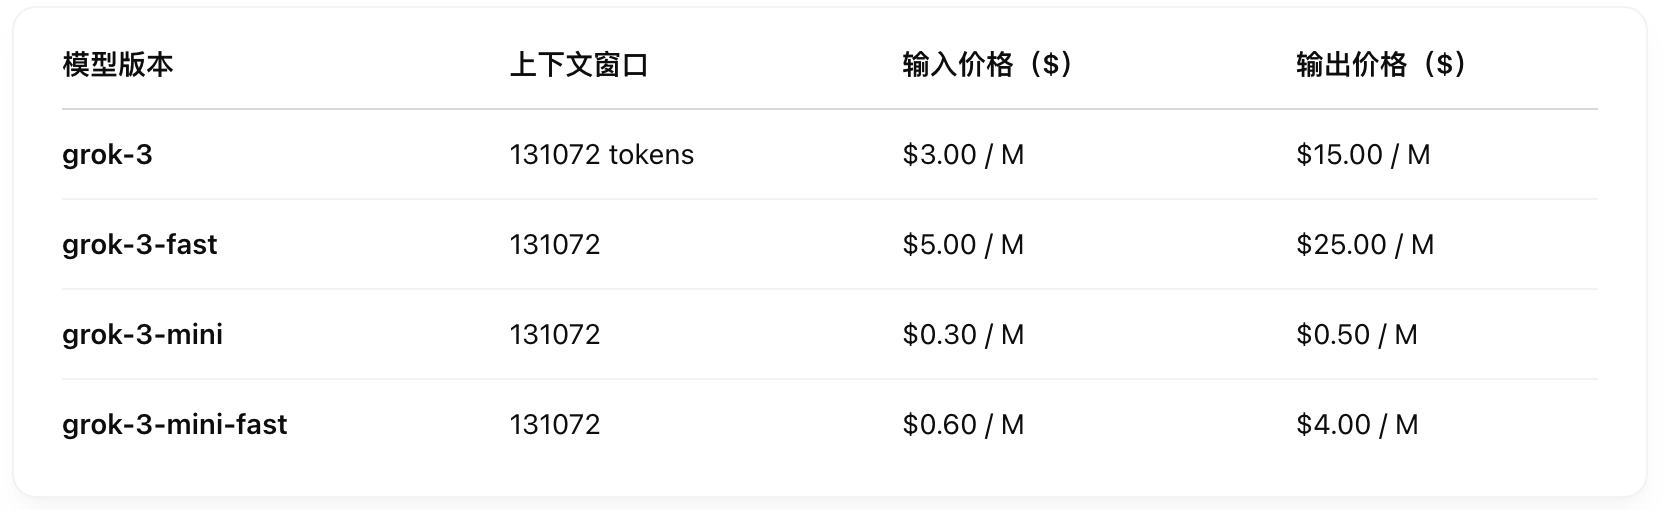 模型版本 上下文窗口 输入价格（$） 输出价格（$）
grok-3 131072 tokens $3.00 / M $15.00 / M
grok-3-fast 131072 $5.00 / M $25.00 / M
grok-3-mini 131072 $0.30 / M $0.50 / M
grok-3-mini-fast 131072 $0.60 / M $4.00 / M